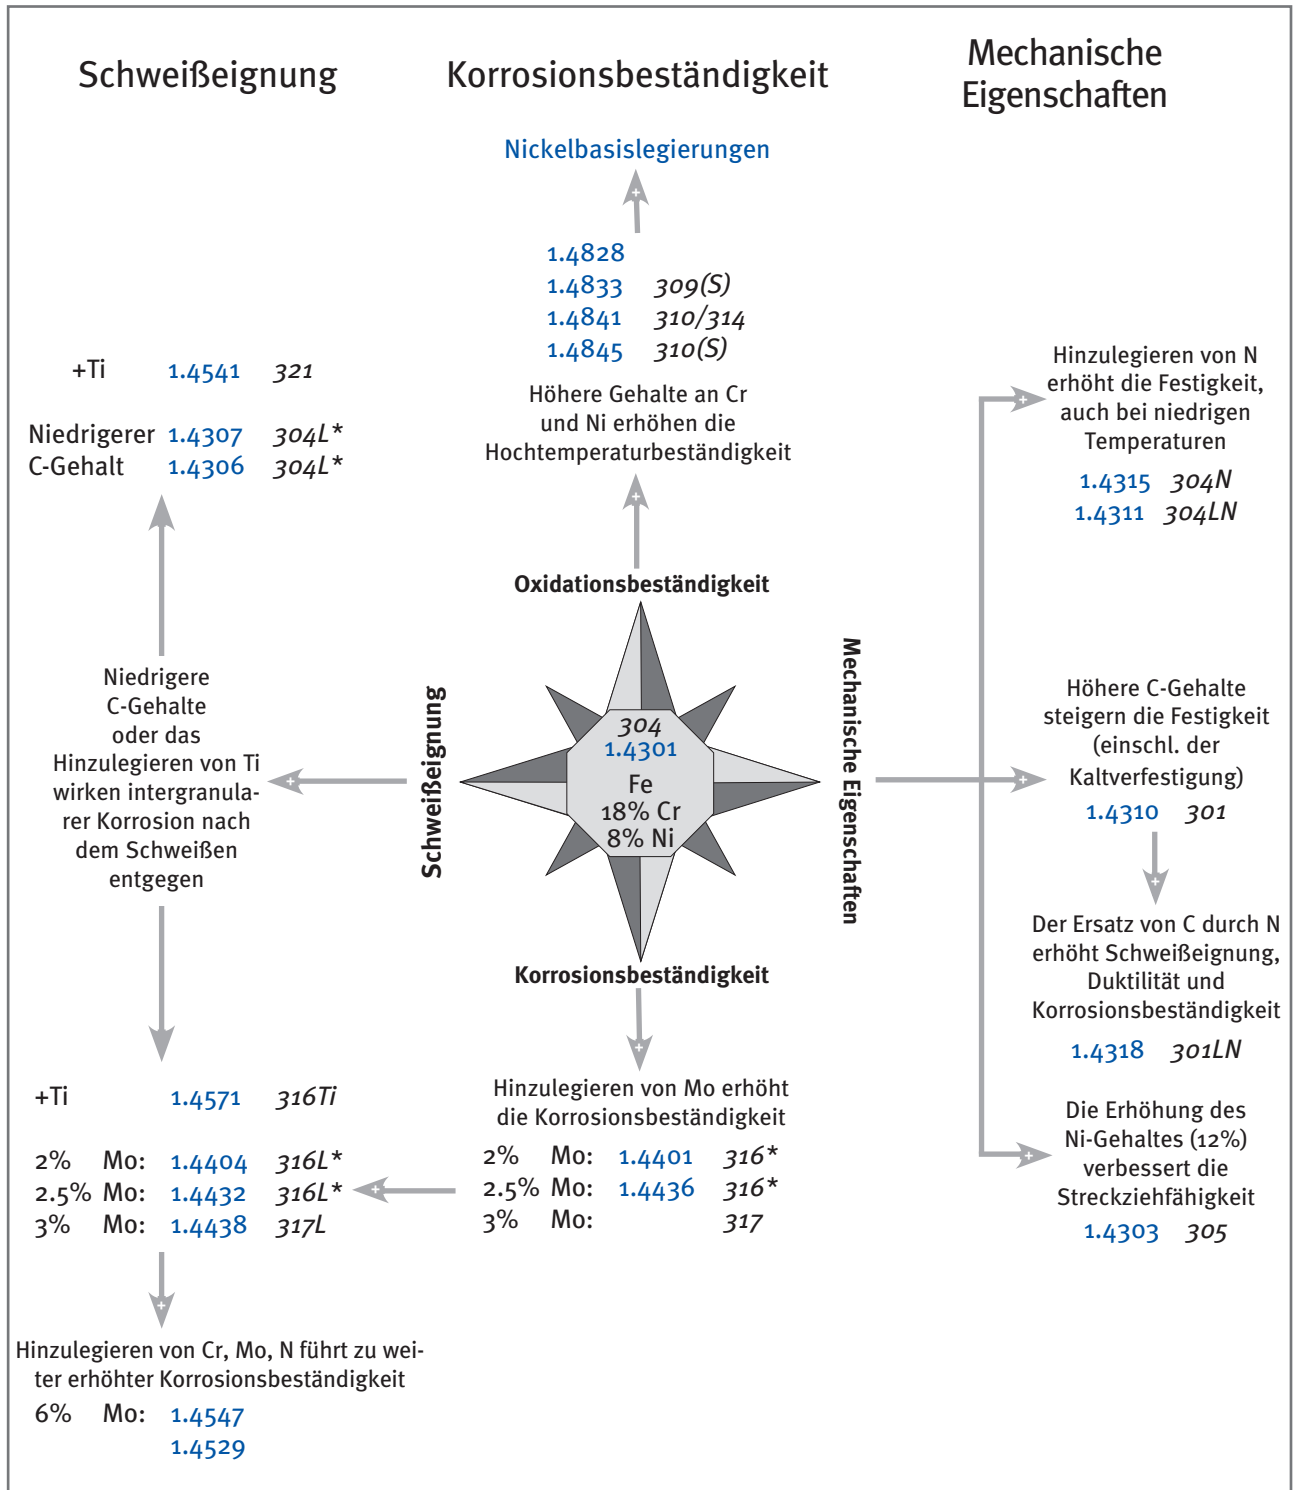 Schweißeignung
Korrosionsbeständigkeit
Mechanische
Eigenschaften
Nickelbasislegierungen
1.4828
1.4833 309(S)
1.4841 310/314
1.4845 310(S)
Höhere Gehalte an Cr
und Ni erhöhen die
Hochtemperaturbeständigkeit
+Ti 1.4541 321
Niedrigerer 1.4307 304L*
C-Gehalt 1.4306 304L*
Hinzulegieren von N
erhöht die Festigkeit,
auch bei niedrigen
Temperaturen
1.4315 304N
1.4311 304LN
Oxidationsbeständigkeit
Niedrigere
C-Gehalte
oder das
Hinzulegieren von Ti
wirken intergranula-
rer Korrosion nach
dem Schweißen
entgegen
Schweißeignung
304
1.4301
Fe
18% Cr
8% Ni
Mechanische Eigenschaften
Höhere C-Gehalte
steigern die Festigkeit
(einschl. der
Kaltverfestigung)
1.4310 301
Der Ersatz von C durch N
erhöht Schweißeignung,
Duktilität und
Korrosionsbeständigkeit
1.4318 301LN
Korrosionsbeständigkeit
Hinzulegieren von Mo erhöht
die Korrosionsbeständigkeit
2% Mo: 1.4401 316*
2.5% Mo: 1.4436 316*
3% Mo: 317
+Ti 1.4571 316Ti
2% Mo: 1.4404 316L*
2.5% Mo: 1.4432 316L*
3% Mo: 1.4438 317L
Die Erhöhung des
Ni-Gehaltes (12%)
verbessert die
Streckziehfähigkeit
1.4303 305
Hinzulegieren von Cr, Mo, N führt zu wei-
ter erhöhter Korrosionsbeständigkeit
6% Mo: 1.4547
1.4529